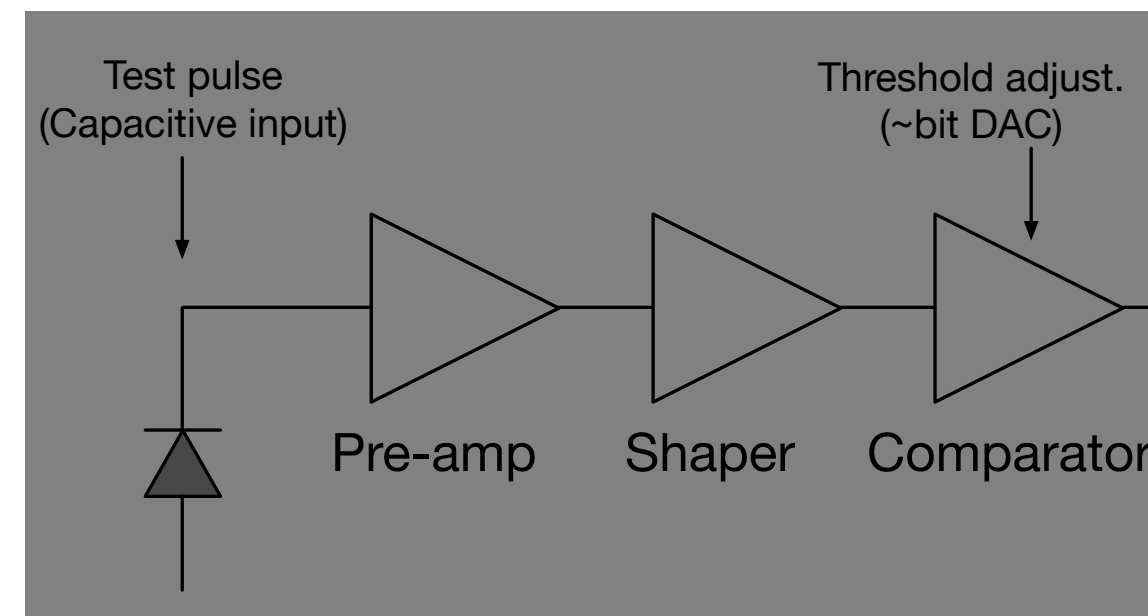 Test pulse
(Capacitive input)
Threshold adjust.
(~bit DAC)
Pre-amp
Shaper
Comparator